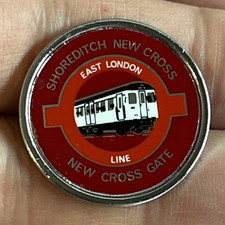 SHOREDITCH NEW CROSS
EAST LONDON
LINE
NEW CROSS GATE